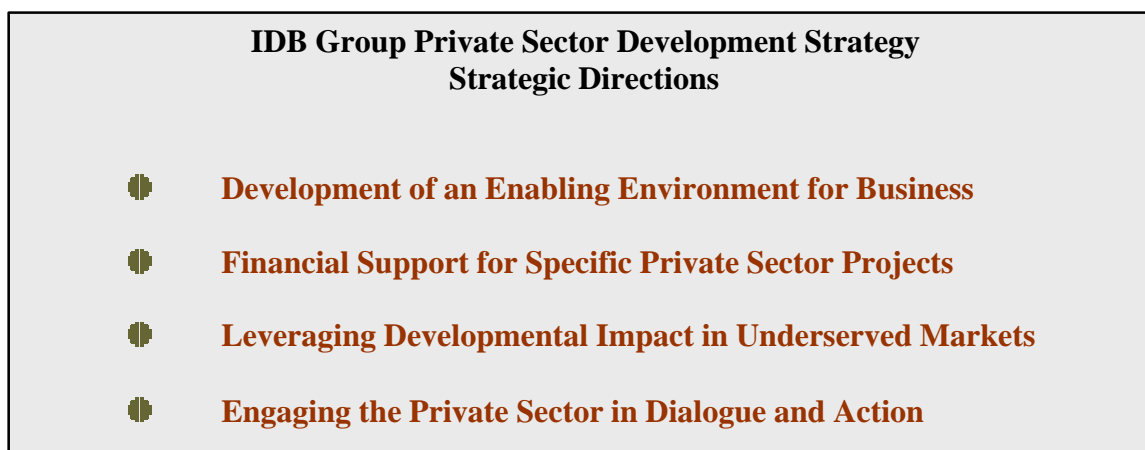 IDB Group Private Sector Development Strategy
Strategic Directions
Development of an Enabling Environment for Business
Financial Support for Specific Private Sector Projects
Leveraging Developmental Impact in Underserved Markets
Engaging the Private Sector in Dialogue and Action